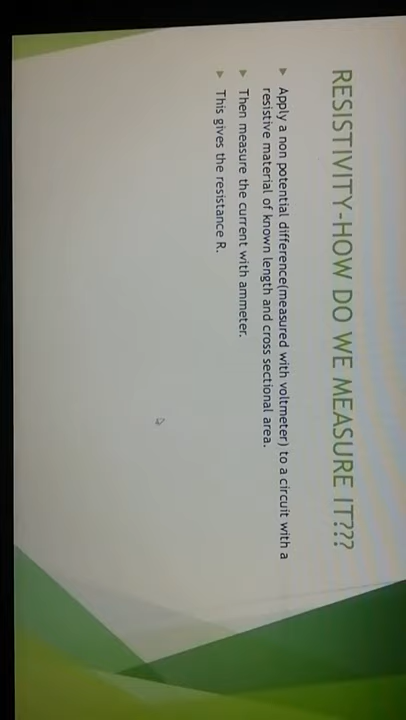 RESISTIVITY-HOW DO WE MEASURE IT???
Apply a non potential difference(measured with voltmeter) to a circuit with a
resistive material of known length and cross sectional area.
Then measure the current with ammeter.
This gives the resistance R.